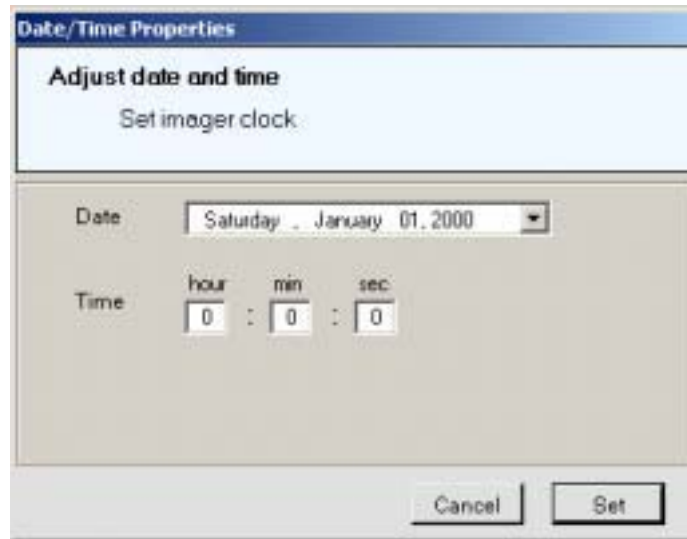 Date/Time Properties
Adjust date and time
Set imager clock
Date Saturday , January 01, 2000
hour min sec
Time 0 : 0 : 0
Cancel Set